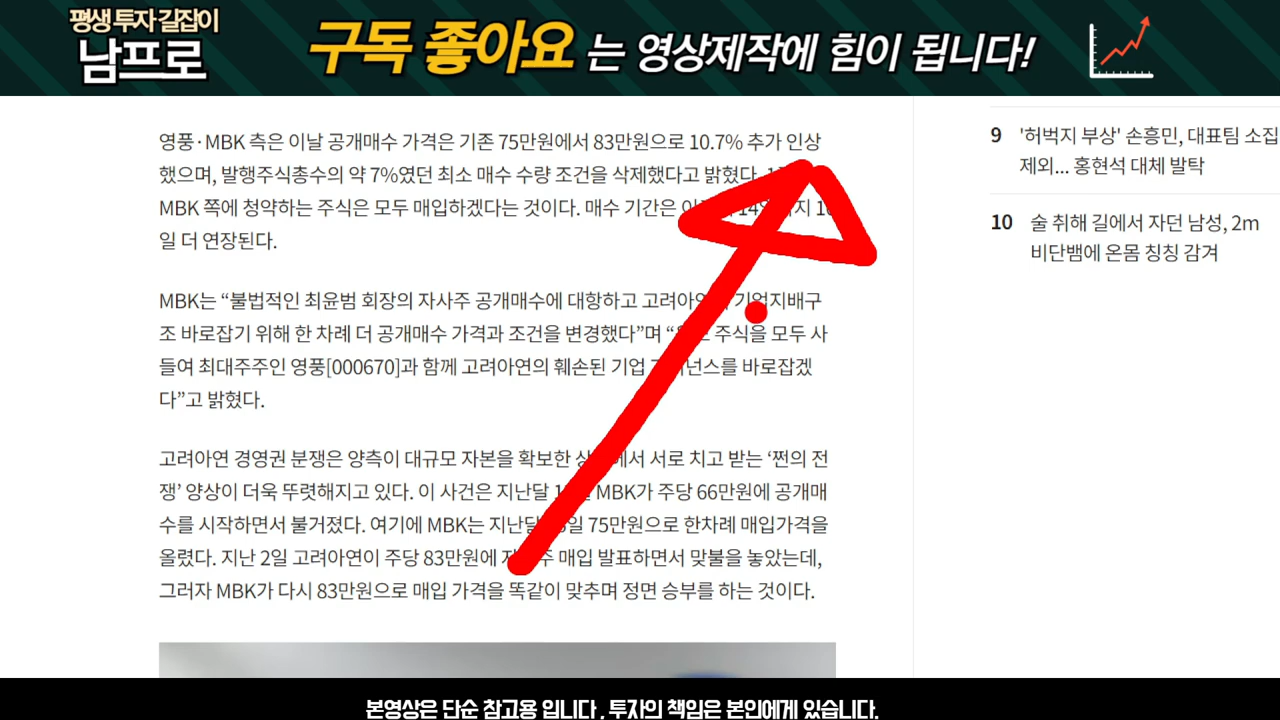 평생 투자 길잡이
남프로
구독 좋아요 는 영상제작에 힘이 됩니다!
영풍·MBK 측은 이날 공개매수 가격은 기존 75만원에서 83만원으로 10.7% 추가 인상
했으며, 발행주식총수의 약 7%였던 최소 매수 수량 조건을 삭제했다고 밝혔다.
MBK 쪽에 청약하는 주식은 모두 매입하겠다는 것이다. 매수 기간은
일 더 연장된다.
MBK는 “불법적인 최윤범 회장의 자사주 공개매수에 대항하고 기업지배구
조 바로잡기 위해 한 차례 더 공개매수 가격과 조건을 변경했다”며 주식을 모두 사
들여 최대주주인 영풍[000670]과 함께 고려아연의 훼손된 기업 바로잡겠
다”고 밝혔다.
고려아연 경영권 분쟁은 양측이 대규모 자본을 확보한 서로 치고 받는 ‘쩐의 전
쟁’ 양상이 더욱 뚜렷해지고 있다. 이 사건은 지난달 MBK가 주당 66만원에 공개매
수를 시작하면서 불거졌다. 여기에 MBK는 지난달 75만원으로 한차례 매입가격을
올렸다. 지난 2일 고려아연이 주당 83만원에 매입 발표하면서 맞불을 놓았는데,
그러자 MBK가 다시 83만원으로 매입 가격을 똑같이 맞추며 정면 승부를 하는 것이다.
9 '허벅지 부상' 손흥민, 대표팀 소집
제외... 홍현석 대체 발탁
10 술 취해 길에서 자던 남성, 2m
비단뱀에 온몸 칭칭 감겨
본영상은 단순 참고용 입니다 , 투자의 책임은 본인에게 있습니다.